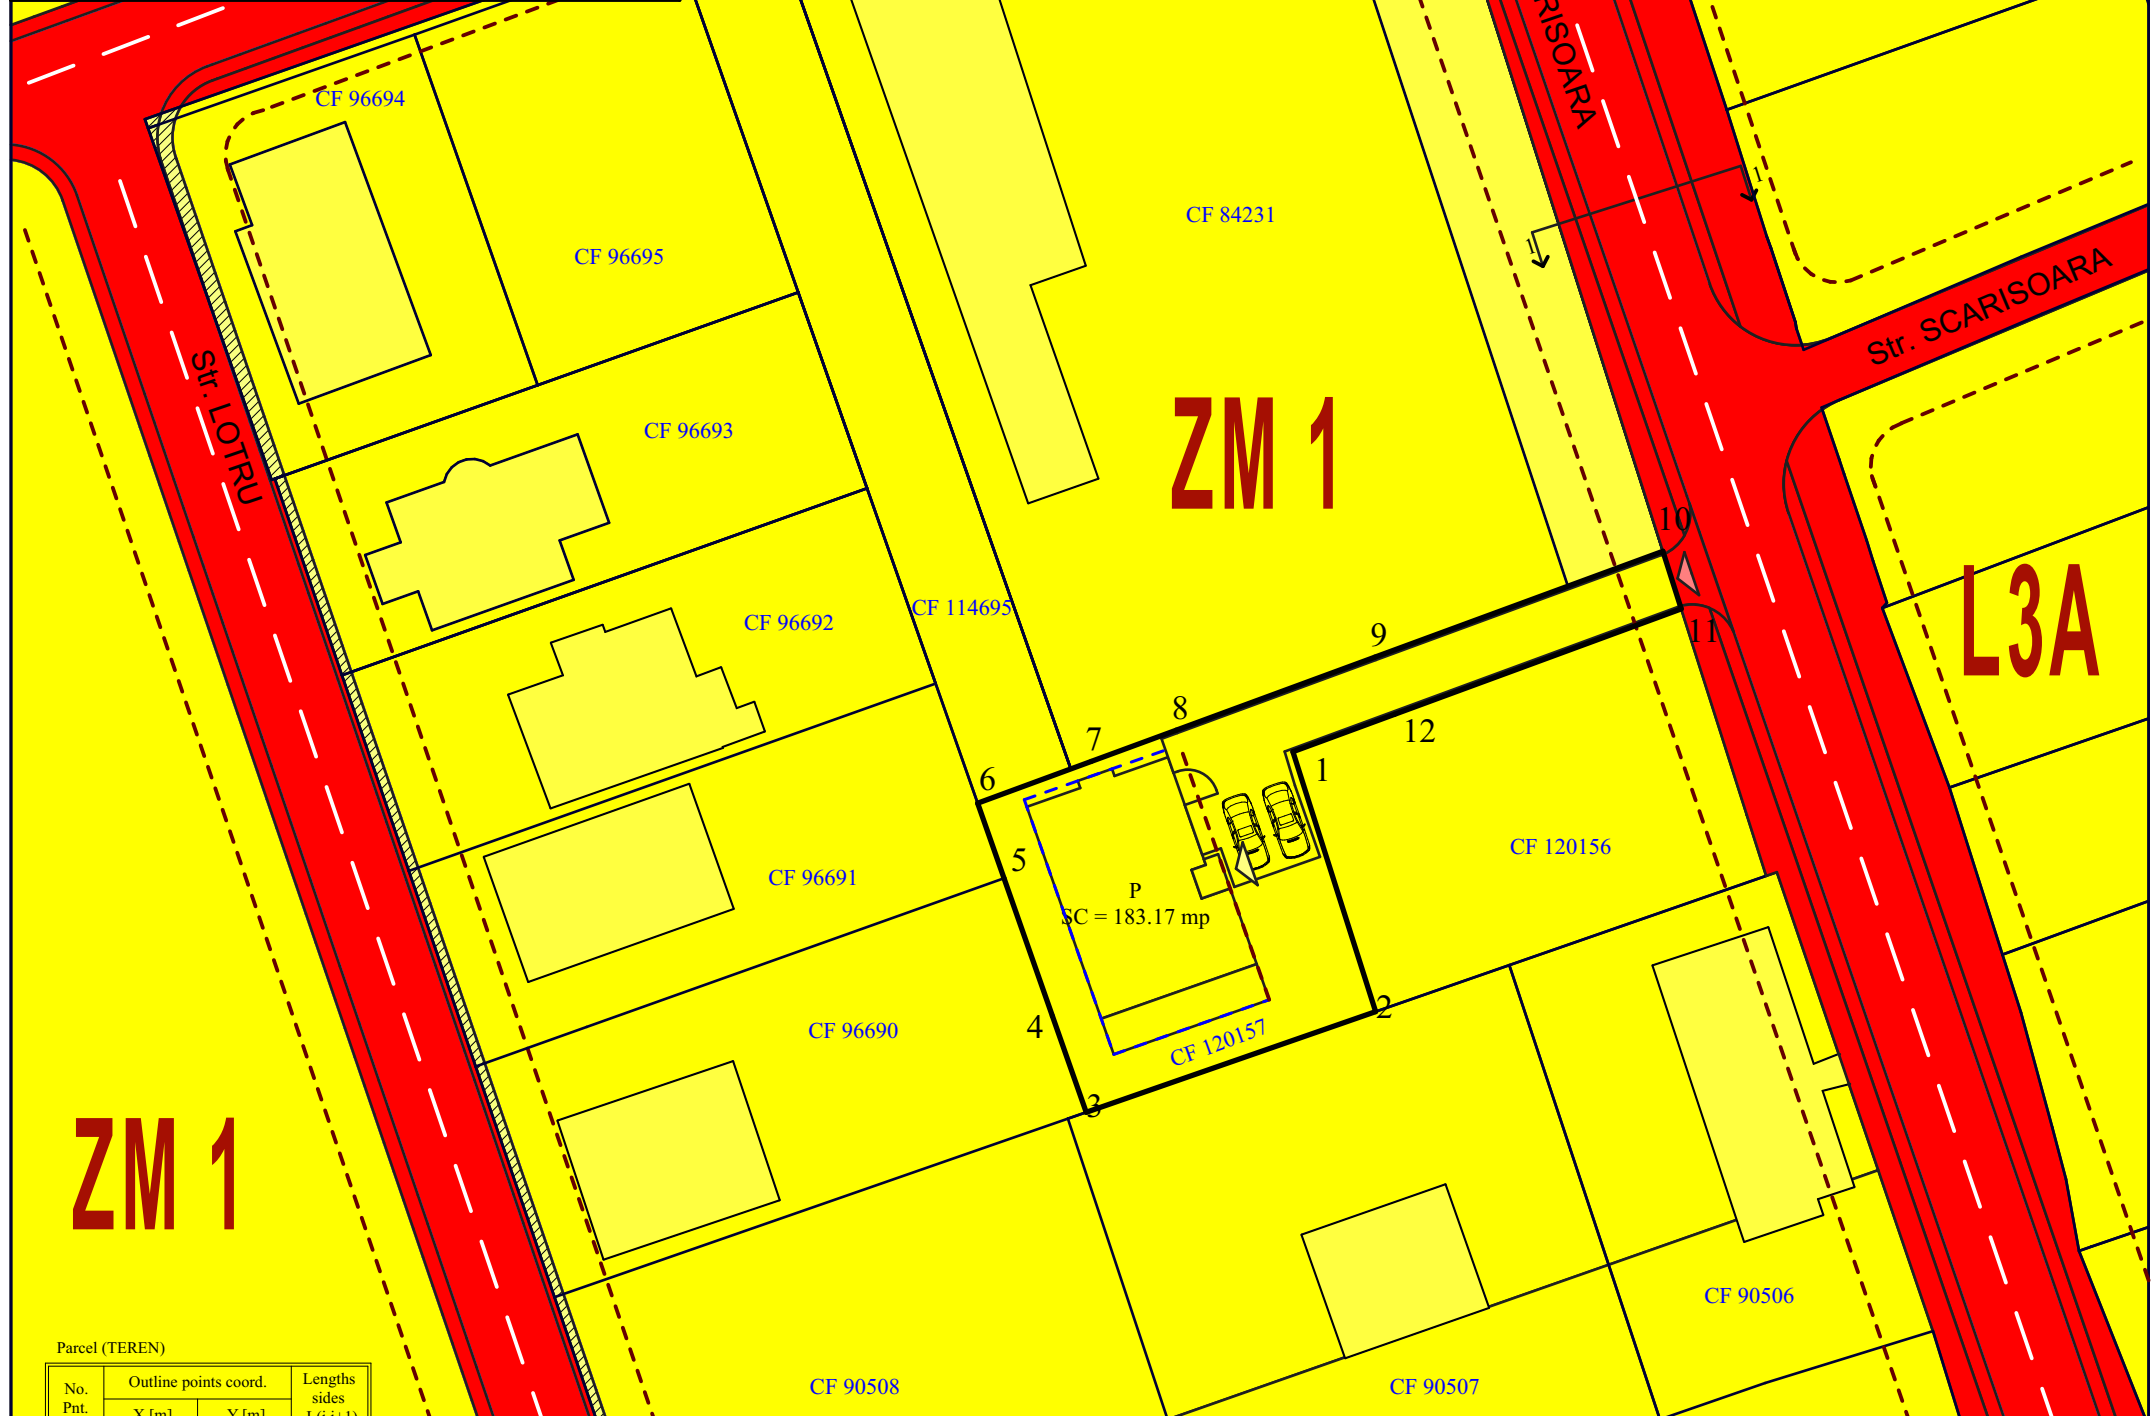 RISOARA
CF 96694
1
CF 84231
1
CF 96695
Str. SCARISOARA
Str. LOTRU
CF 96693
ZM 1
10
L3A
CF 114695
CF 96692
9
11
8
12
7
6
1
CF 120156
5
CF 96691
P
SC = 183.17 mp
2
4
CF 96690
CF 120157
3
ZM 1
CF 90506
Parcel (TEREN)
CF 90508
CF 90507
No.
Pnt.
Outline points coord.
X [m]
Y [m]
Lengths
sides
L(i,i+1)